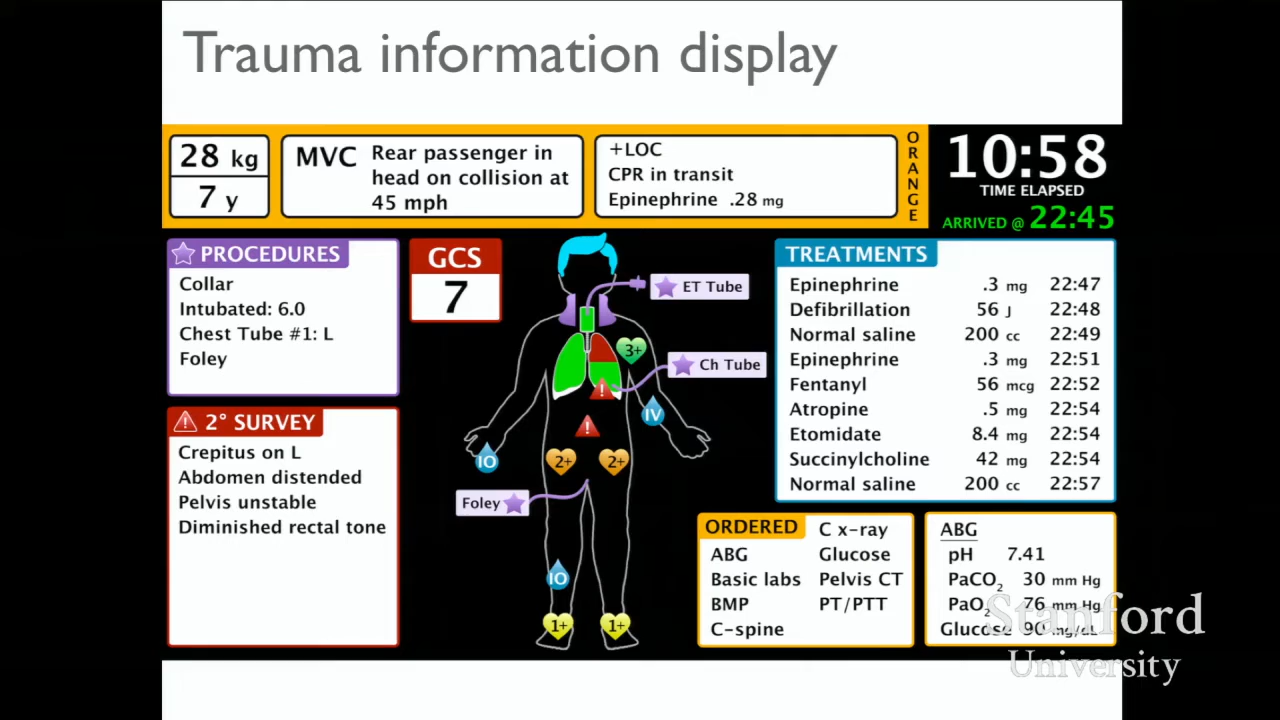 Trauma information display
28 kg
7 y
MVC
Rear passenger in
head on collision at
45 mph
+LOC
CPR in transit
Epinephrine .28 mg
ORANGE
10:58
TIME ELAPSED
ARRIVED @ 22:45
PROCEDURES
Collar
Intubated: 6.0
Chest Tube #1: L
Foley
GCS
7
! 2° SURVEY
Crepitus on L
Abdomen distended
Pelvis unstable
Diminished rectal tone
ET Tube
3+
Ch Tube
!
IV
!
IO
2+
2+
Foley
IO
1+
1+
TREATMENTS
Epinephrine .3 mg 22:47
Defibrillation 56 J 22:48
Normal saline 200 cc 22:49
Epinephrine .3 mg 22:51
Fentanyl 56 mcg 22:52
Atropine .5 mg 22:54
Etomidate 8.4 mg 22:54
Succinylcholine 42 mg 22:54
Normal saline 200 cc 22:57
ORDERED
ABG
Basic labs
BMP
C-spine
C x-ray
Glucose
Pelvis CT
PT/PTT
ABG
pH 7.41
PaCO2 30 mm Hg
PaO2 76 mm Hg
Glucose 90 mg/dL
Stanford
University